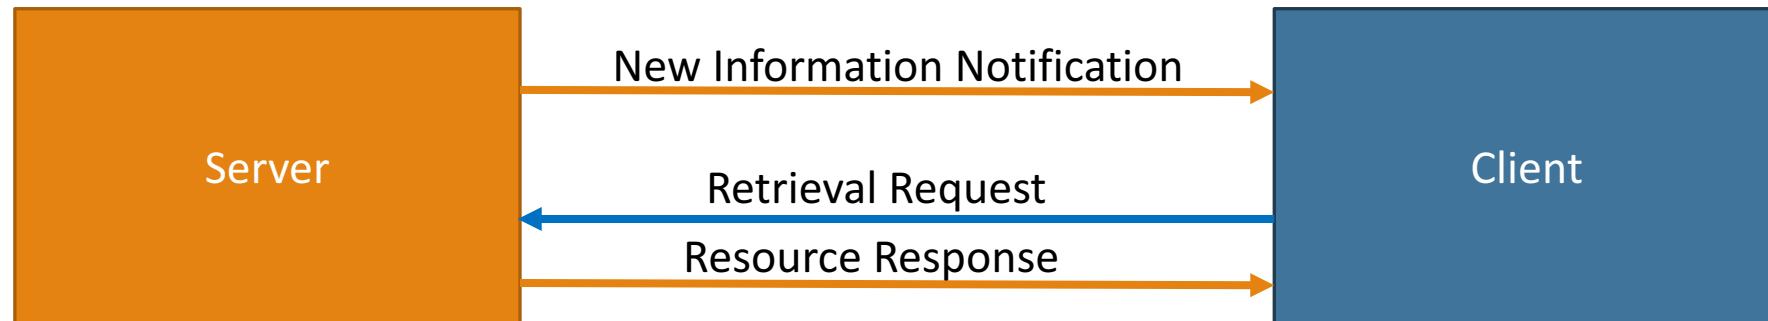 New Information Notification
Server
Client
Retrieval Request
Resource Response